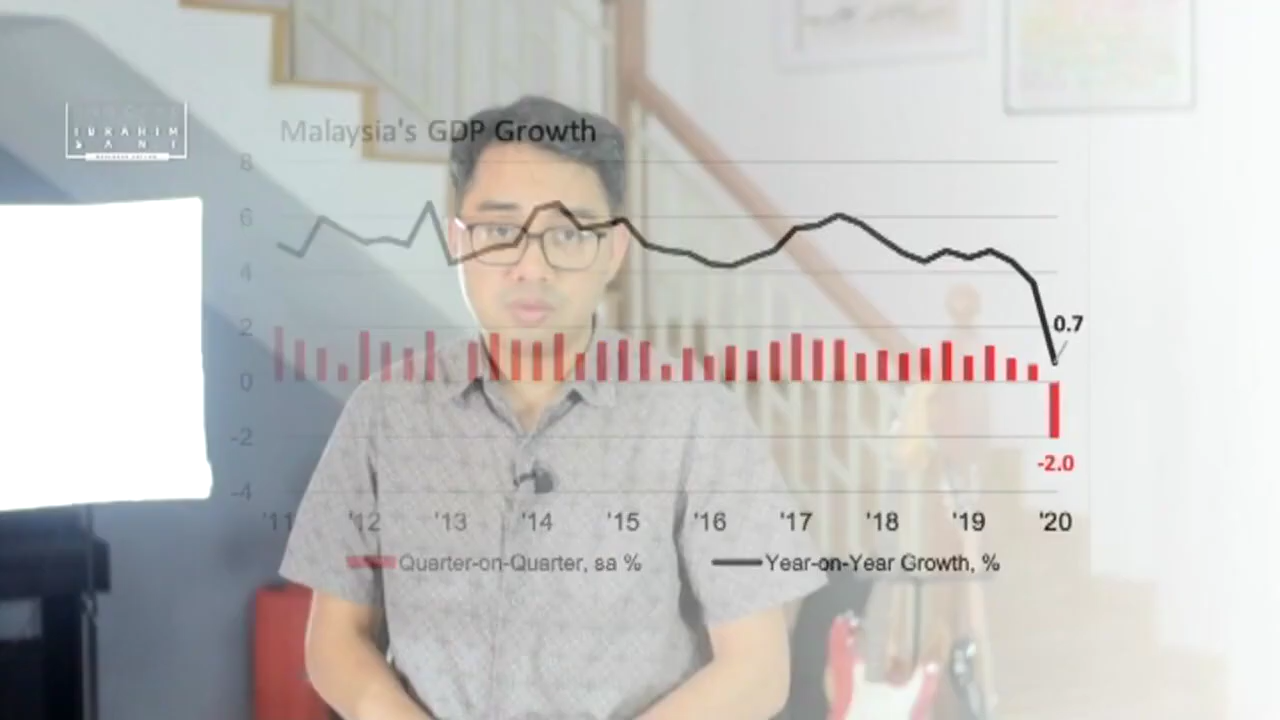 IBRAHIM
SANI
Malaysia's GDP Growth
8
6
4
2
0
-2
-4
0.7
-2.0
'11 '12 '13 '14 '15 '16 '17 '18 '19 '20
Quarter-on-Quarter, sa % Year-on-Year Growth, %